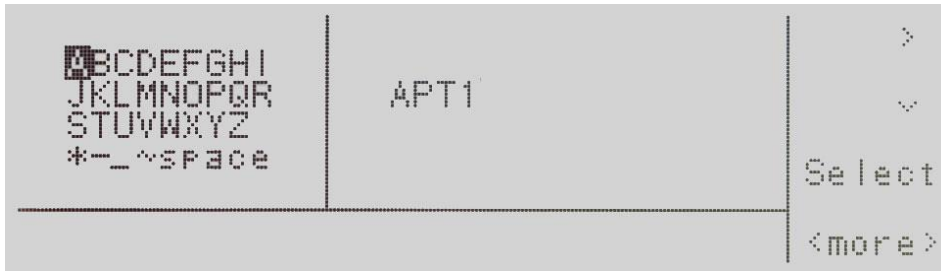 ABCDEFGHI
JKLMNOPQR
STUVWXYZ
*-_~space
APT1
>
⌄
Select
<more>